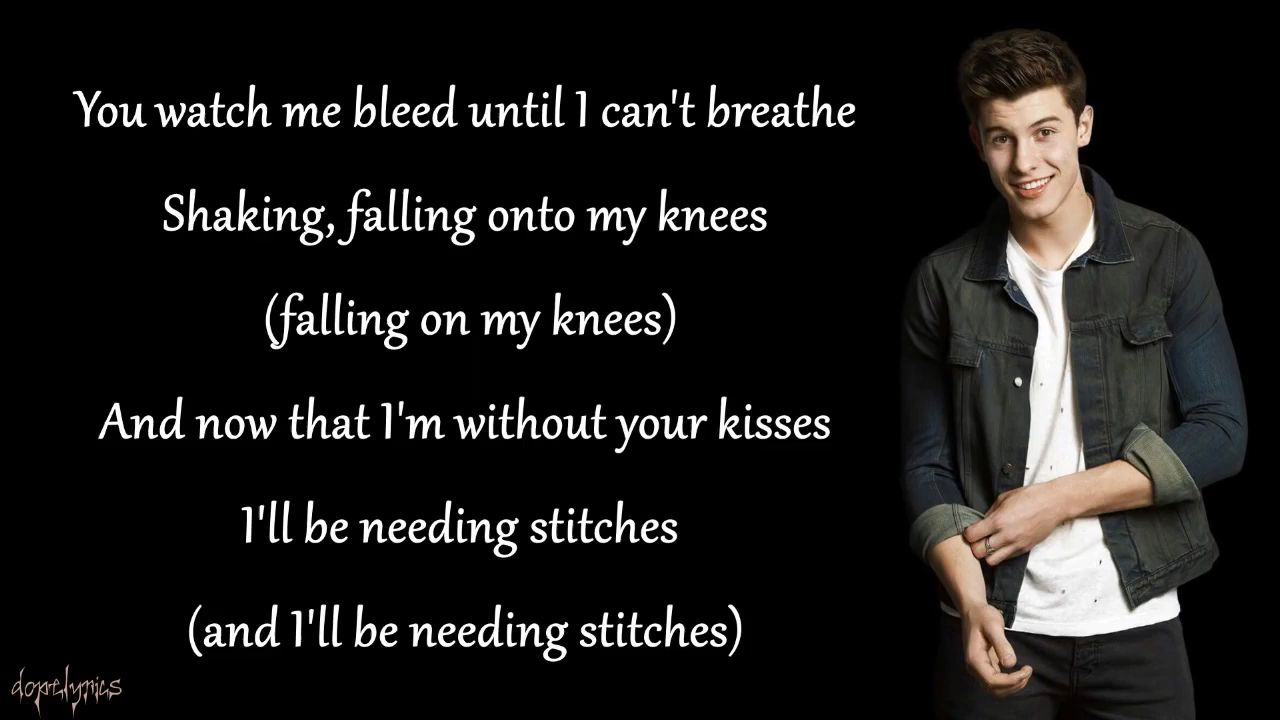 You watch me bleed until I can't breathe
Shaking, falling onto my knees
(falling on my knees)
And now that I'm without your kisses
I'll be needing stitches
(and I'll be needing stitches)
dopelyrics